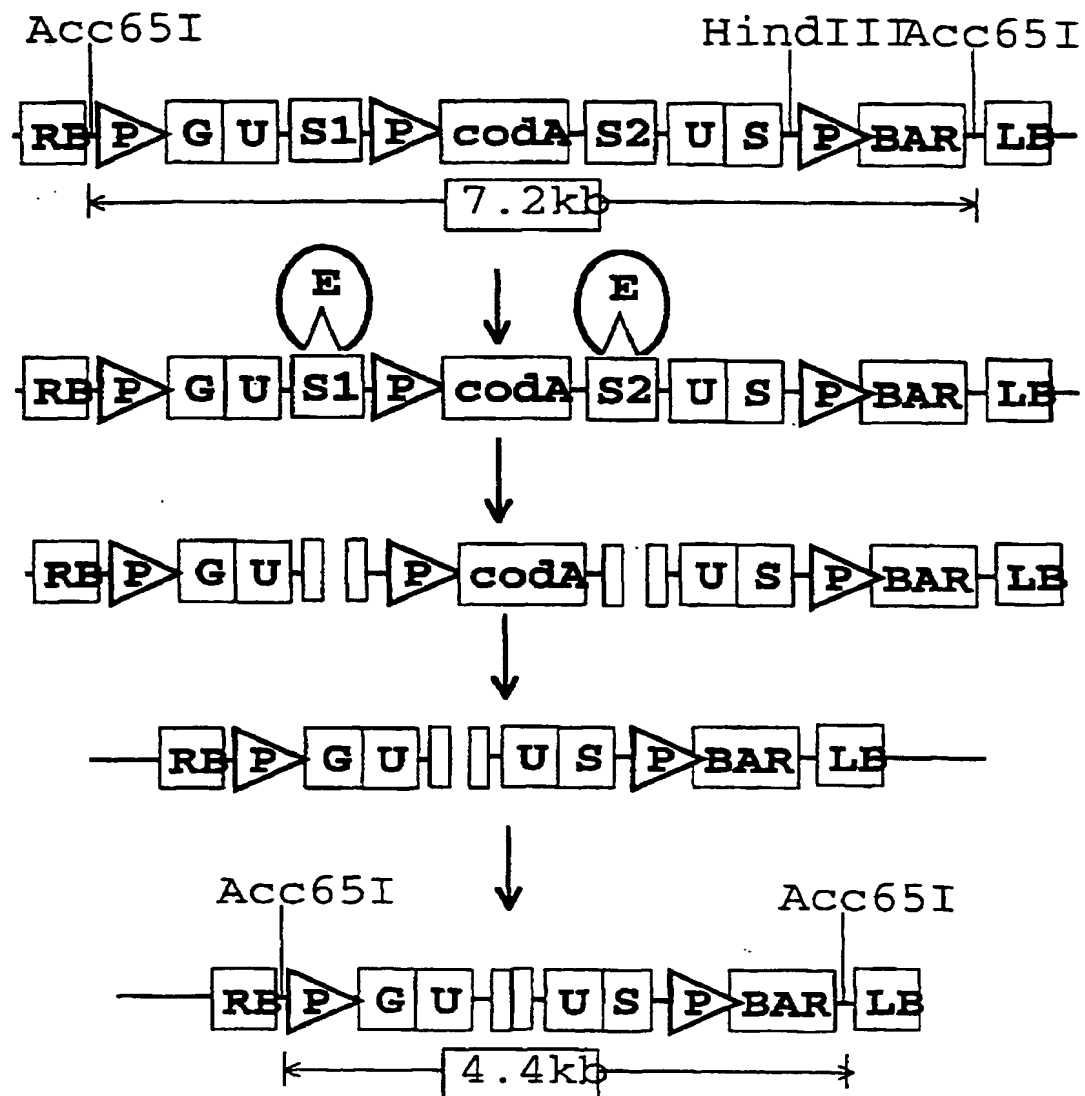 Acc65I HindIII Acc65I
RB P G U S1 P codA S2 U S P BAR LB
7.2kb
E E
RB P G U S1 P codA S2 U S P BAR LB
RB P G U P codA U S P BAR LB
RB P G U U S P BAR LB
Acc65I Acc65I
RB P G U U S P BAR LB
4.4kb